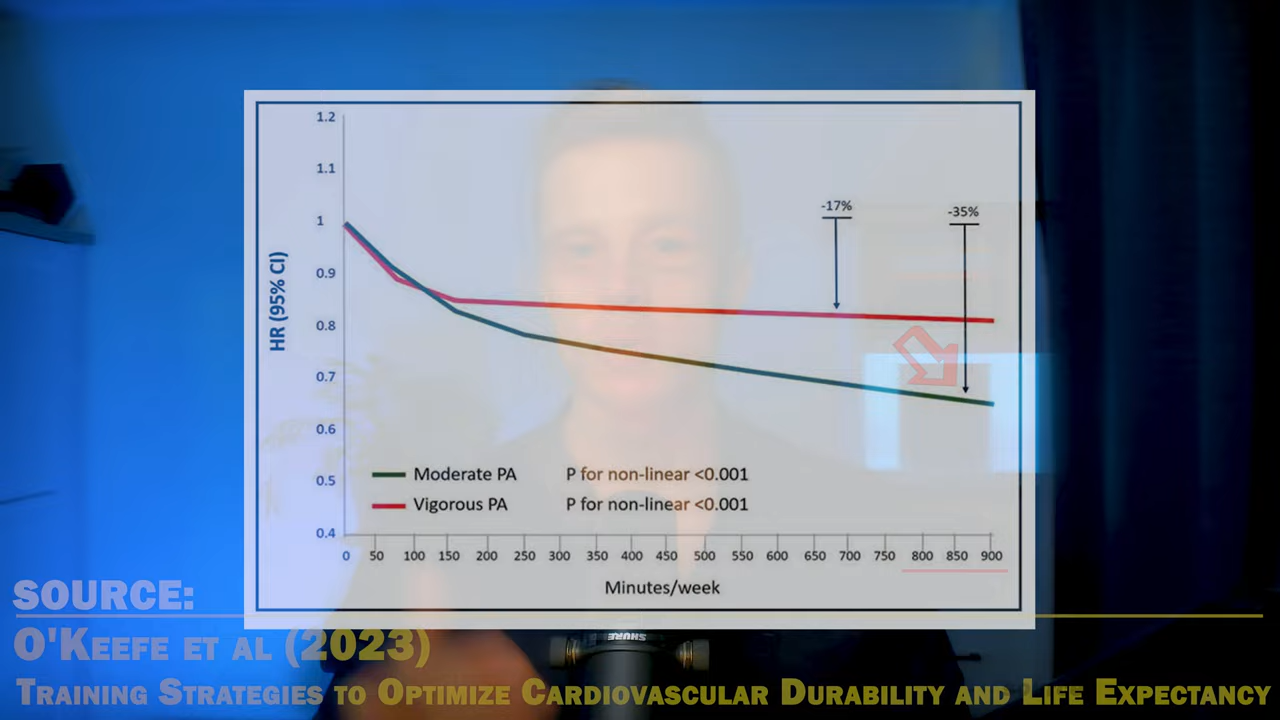 1.2
1.1
1
0.9
0.8
0.7
0.6
0.5
0.4
HR (95% CI)
-17%
-35%
Moderate PA P for non-linear <0.001
Vigorous PA P for non-linear <0.001
0 50 100 150 200 250 300 350 400 450 500 550 600 650 700 750 800 850 900
Minutes/week
SHURE
SOURCE:
O'KEEFE ET AL (2023)
TRAINING STRATEGIES TO OPTIMIZE CARDIOVASCULAR DURABILITY AND LIFE EXPECTANCY